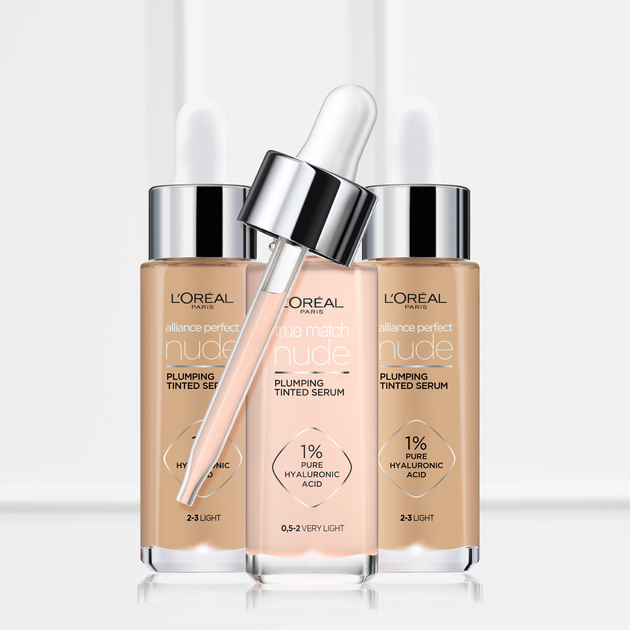 L'ORÉAL
PARIS
alliance perfect
nude
PLUMPING
TINTED
HYALURONIC
2-3 LIGHT
L'ORÉAL
PARIS
true match
nude
PLUMPING
TINTED SERUM
1%
PURE
HYALURONIC
ACID
0,5-2 VERY LIGHT
L'ORÉAL
PARIS
alliance perfect
nude
PLUMPING
TINTED SERUM
1%
PURE
HYALURONIC
ACID
2-3 LIGHT